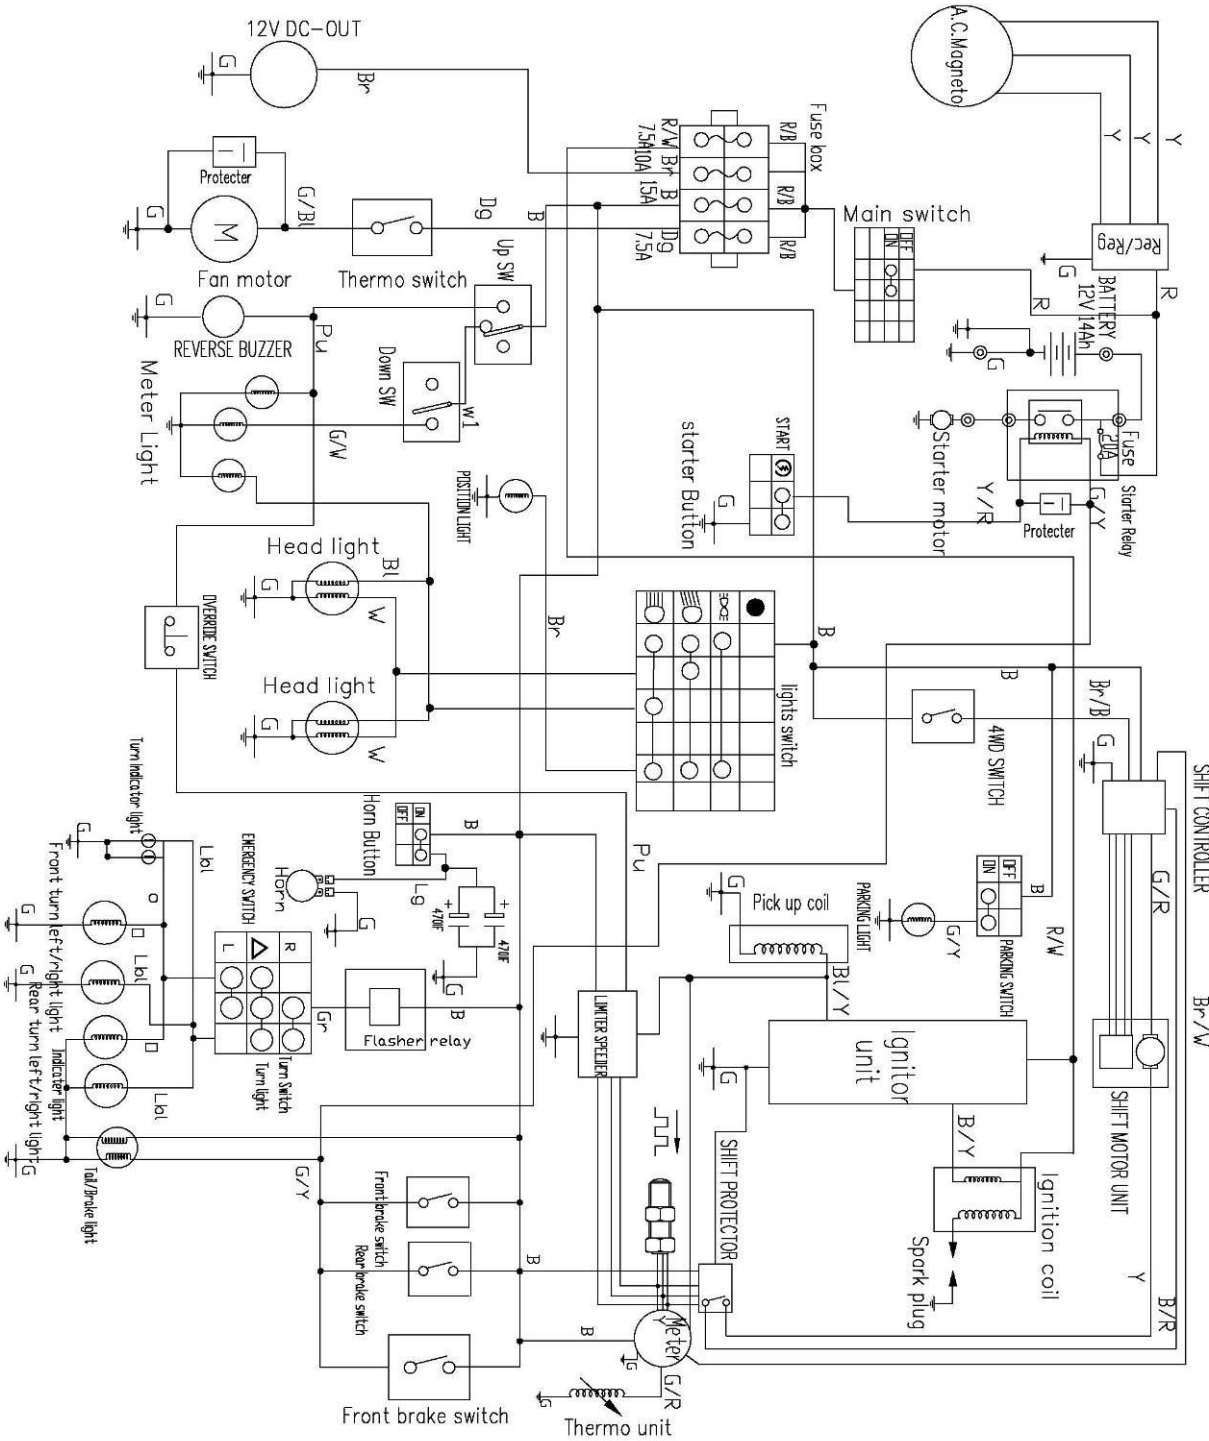 12V DC-OUT
G
Br
A.C.Magneto
Y
Y
Y
Rec/Reg
G
R
Fuse box
R/W
7.5A
Br
10A
B
15A
Dg
7.5A
R/B
R/B
R/B
Main switch
OFF
ON
R
BATTERY
12V 14Ah
G
Protecter
G
M
G/Bl
Fan motor
Thermo switch
Dg
B
Up SW
G
REVERSE BUZZER
Pu
Meter Light
G/W
Down SW
w1
Fuse
20A
Starter motor
Starter Relay
Y/R
G/Y
Protecter
START
starter Button
G
POSITION LIGHT
Head light
Bl
G
W
Br
OVERRIDE SWITCH
Head light
G
W
lights switch
B
B
Br/B
4WD SWITCH
G
SHIFT CONTROLLER
G/R
Br/W
Turn indicator light
G
Lbl
Front turn left/right light
G
O
Lbl
G
Rear turn left/right light
Indicater light
Lbl
G
Tail/Brake light
G/Y
Horn Button
ON
OFF
B
Horn
G
Lg
470F
470F
G
EMERGENCY SWITCH
L
R
Turn Switch
Turn light
Gr
Flasher relay
B
Pu
LIMITER SPEEDER
G
Pick up coil
Bl/Y
PARKING LIGHT
G/Y
OFF
ON
PARKING SWITCH
B
R/W
Ignitor
unit
G
B/Y
SHIFT MOTOR UNIT
Y
B/R
Ignition coil
Spark plug
SHIFT PROTECTOR
Front brake switch
Rear brake switch
B
B
Front brake switch
Meter
Y
G
G/R
G
Thermo unit